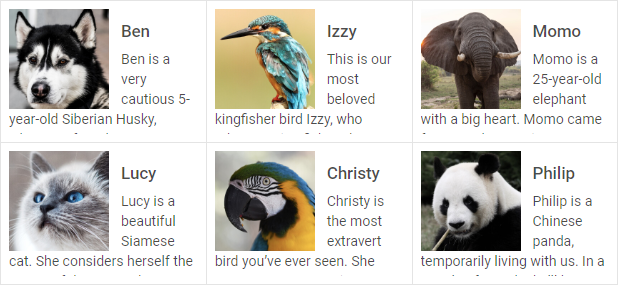 Ben
Ben is a
very
cautious 5-
year-old Siberian Husky,
Izzy
This is our
most
beloved
kingfisher bird Izzy, who
Momo
Momo is a
25-year-old
elephant
with a big heart. Momo came
Lucy
Lucy is a
beautiful
Siamese
cat. She considers herself the
Christy
Christy is
the most
extravert
bird you’ve ever seen. She
Philip
Philip is a
Chinese
panda,
temporarily living with us. In a